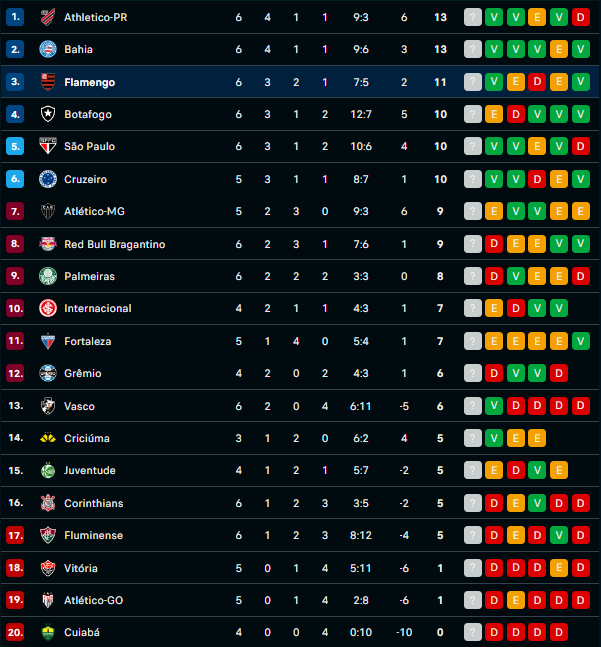 1. Athletico-PR 6 4 1 1 9:3 6 13 ? V V E V D
2. Bahia 6 4 1 1 9:6 3 13 ? V V V E V
3. Flamengo 6 3 2 1 7:5 2 11 ? V E D E V
4. Botafogo 6 3 1 2 12:7 5 10 ? E D V V V
5. São Paulo 6 3 1 2 10:6 4 10 ? V V E V D
6. Cruzeiro 5 3 1 1 8:7 1 10 ? V V D E V
7. Atlético-MG 5 2 3 0 9:3 6 9 ? E V V E E
8. Red Bull Bragantino 6 2 3 1 7:6 1 9 ? D E E V V
9. Palmeiras 6 2 2 2 3:3 0 8 ? D V E E D
10. Internacional 4 2 1 1 4:3 1 7 ? E D V V
11. Fortaleza 5 1 4 0 5:4 1 7 ? E E E E V
12. Grêmio 4 2 0 2 4:3 1 6 ? D V V D
13. Vasco 6 2 0 4 6:11 -5 6 ? V D D D D
14. Criciúma 3 1 2 0 6:2 4 5 ? V E E
15. Juventude 4 1 2 1 5:7 -2 5 ? E D V E
16. Corinthians 6 1 2 3 3:5 -2 5 ? D E V D D
17. Fluminense 6 1 2 3 8:12 -4 5 ? D E D V D
18. Vitória 5 0 1 4 5:11 -6 1 ? D D D E D
19. Atlético-GO 5 0 1 4 2:8 -6 1 ? D E D D D
20. Cuiabá 4 0 0 4 0:10 -10 0 ? D D D D